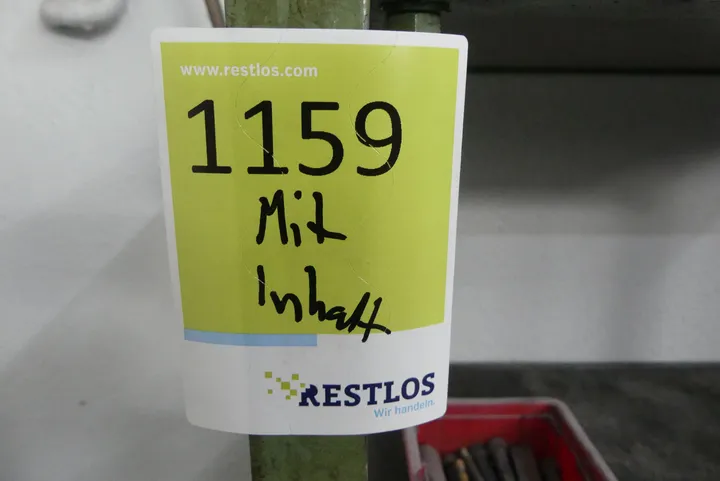 www.restlos.com
1159
Mit
Inhalt
RESTLOS
Wir handeln.